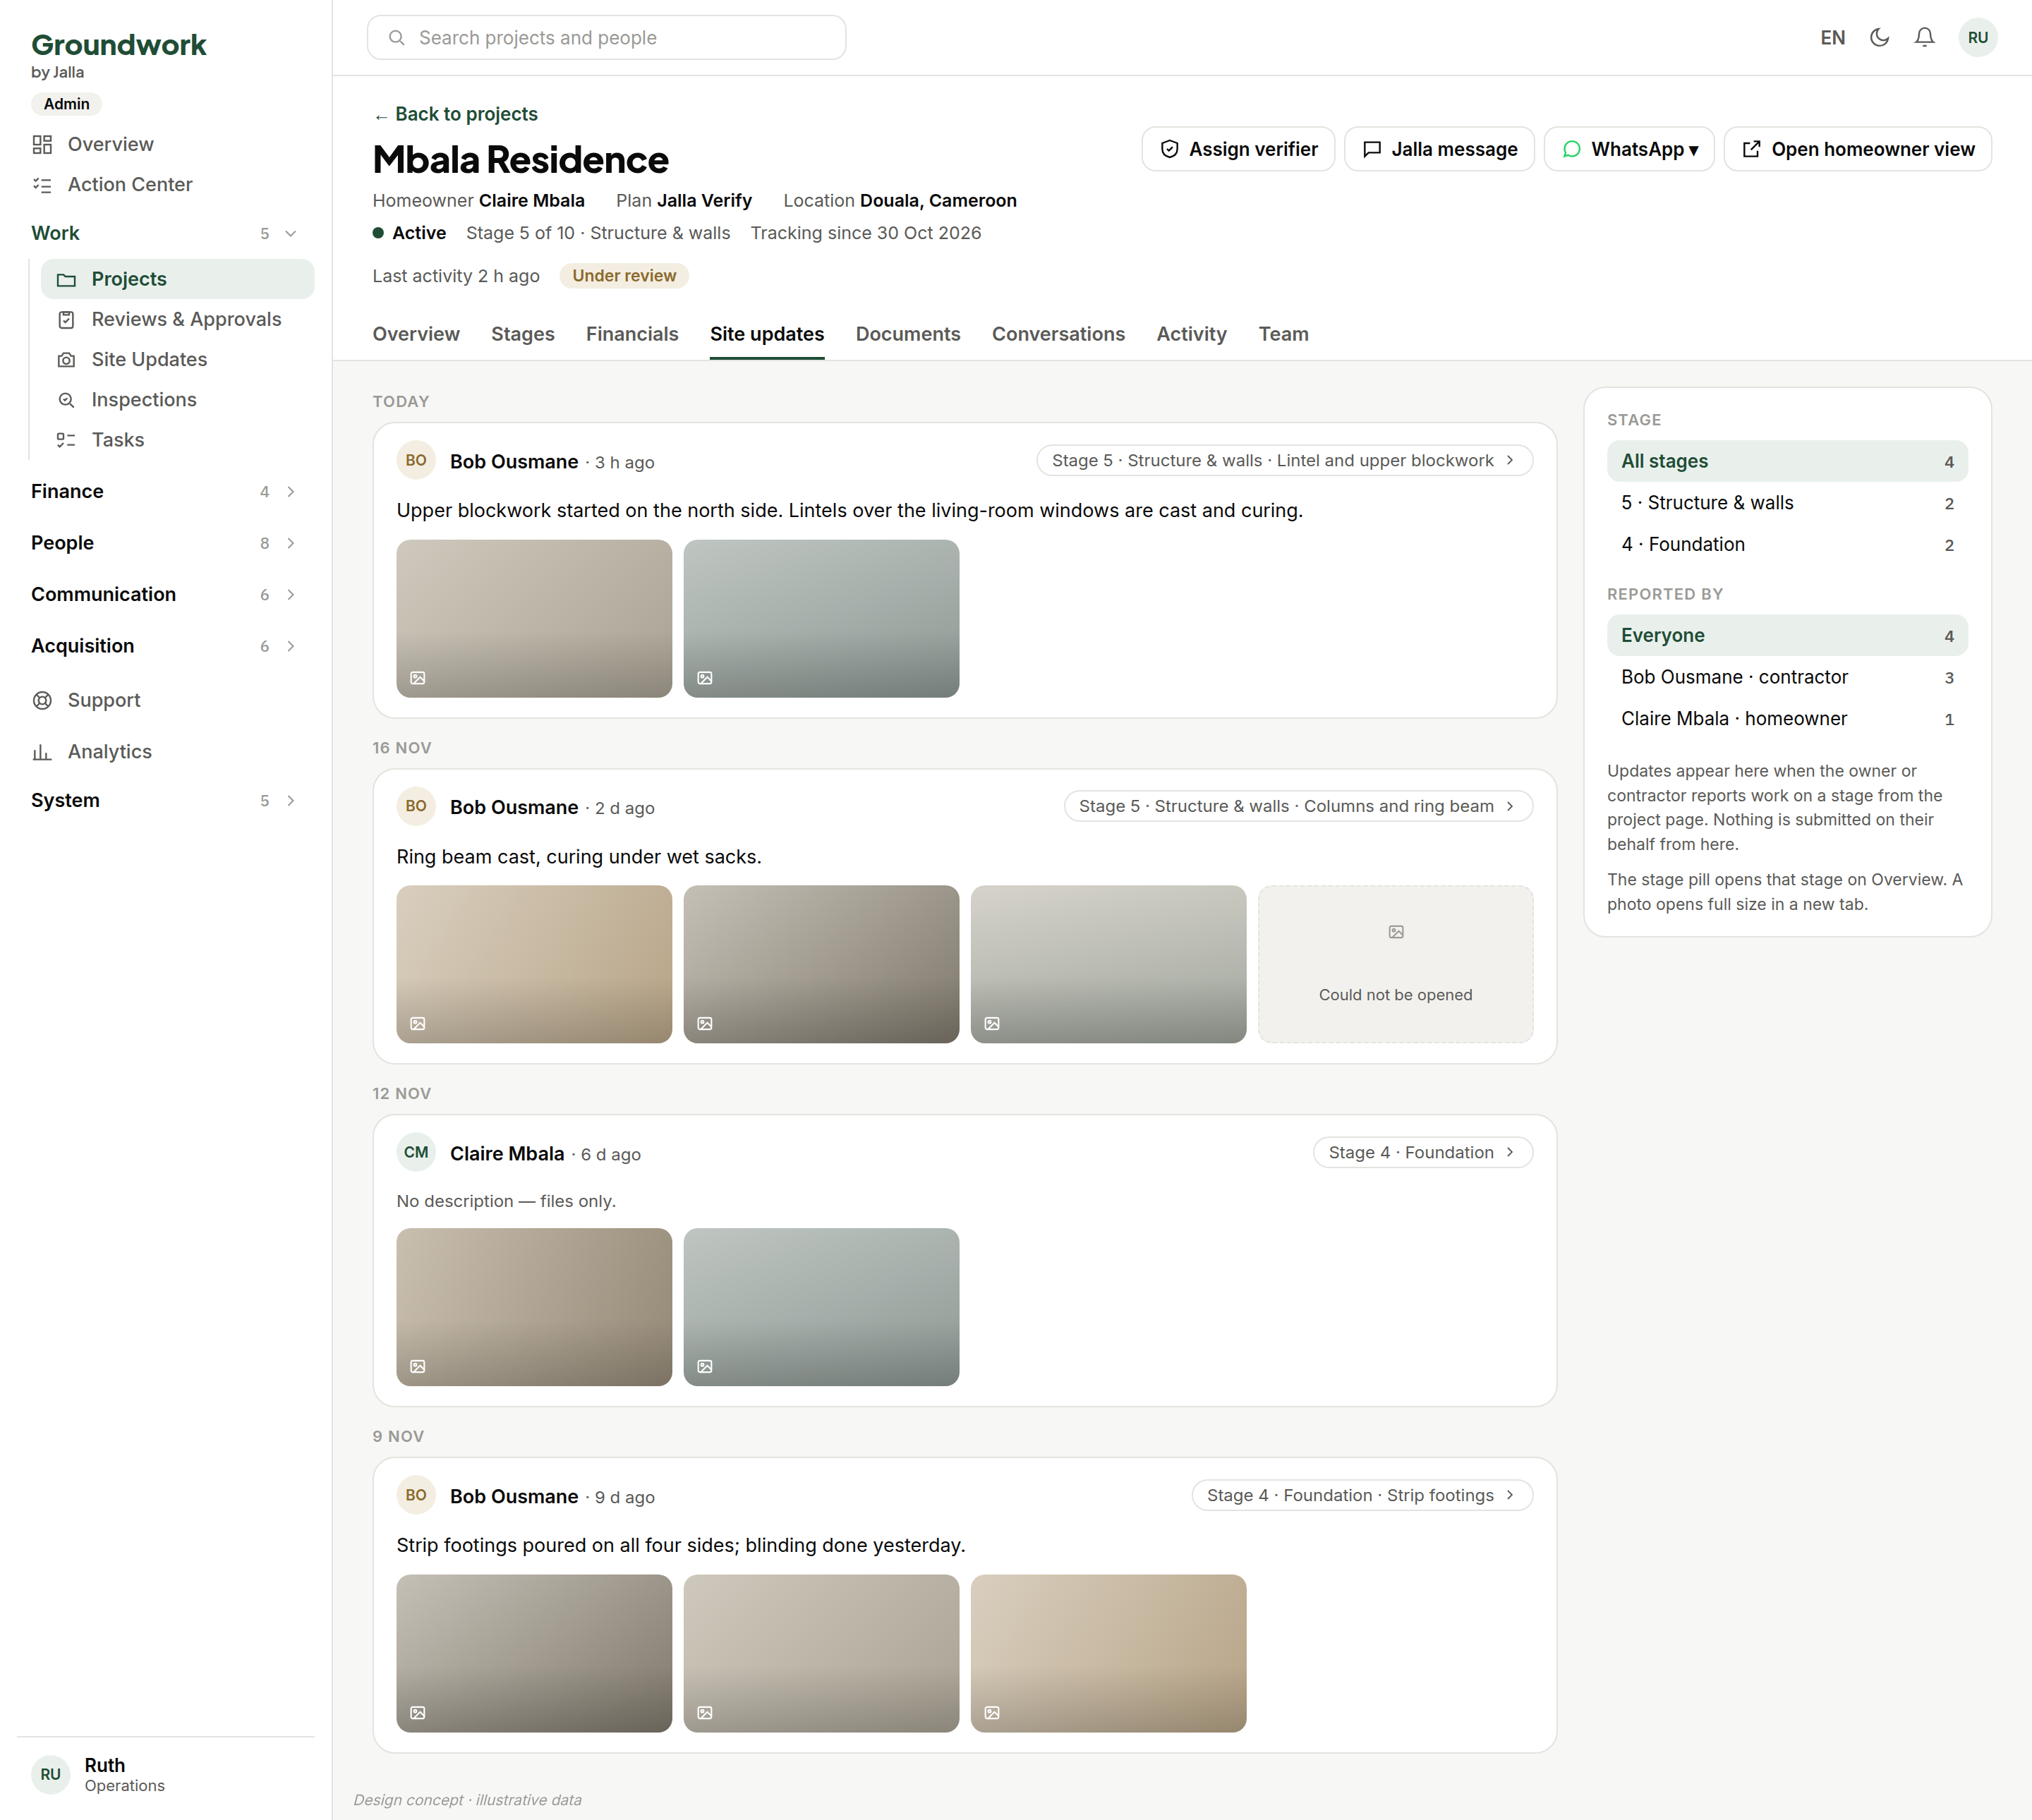 Groundwork
by Jalla
Admin
Overview
Action Center
Work 5
Projects
Reviews & Approvals
Site Updates
Inspections
Tasks
Finance 4
People 8
Communication 6
Acquisition 6
Support
Analytics
System 5
RU
Ruth
Operations
Search projects and people
EN
RU
← Back to projects
Mbala Residence
Assign verifier
Jalla message
WhatsApp ▾
Open homeowner view
Homeowner Claire Mbala Plan Jalla Verify Location Douala, Cameroon
Active Stage 5 of 10 · Structure & walls Tracking since 30 Oct 2026
Last activity 2 h ago Under review
Overview Stages Financials Site updates Documents Conversations Activity Team
TODAY
BO Bob Ousmane · 3 h ago Stage 5 · Structure & walls · Lintel and upper blockwork
Upper blockwork started on the north side. Lintels over the living-room windows are cast and curing.
16 NOV
BO Bob Ousmane · 2 d ago Stage 5 · Structure & walls · Columns and ring beam
Ring beam cast, curing under wet sacks.
Could not be opened
12 NOV
CM Claire Mbala · 6 d ago Stage 4 · Foundation
No description — files only.
9 NOV
BO Bob Ousmane · 9 d ago Stage 4 · Foundation · Strip footings
Strip footings poured on all four sides; blinding done yesterday.
STAGE
All stages 4
5 · Structure & walls 2
4 · Foundation 2
REPORTED BY
Everyone 4
Bob Ousmane · contractor 3
Claire Mbala · homeowner 1
Updates appear here when the owner or
contractor reports work on a stage from the
project page. Nothing is submitted on their
behalf from here.
The stage pill opens that stage on Overview. A
photo opens full size in a new tab.
Design concept · illustrative data